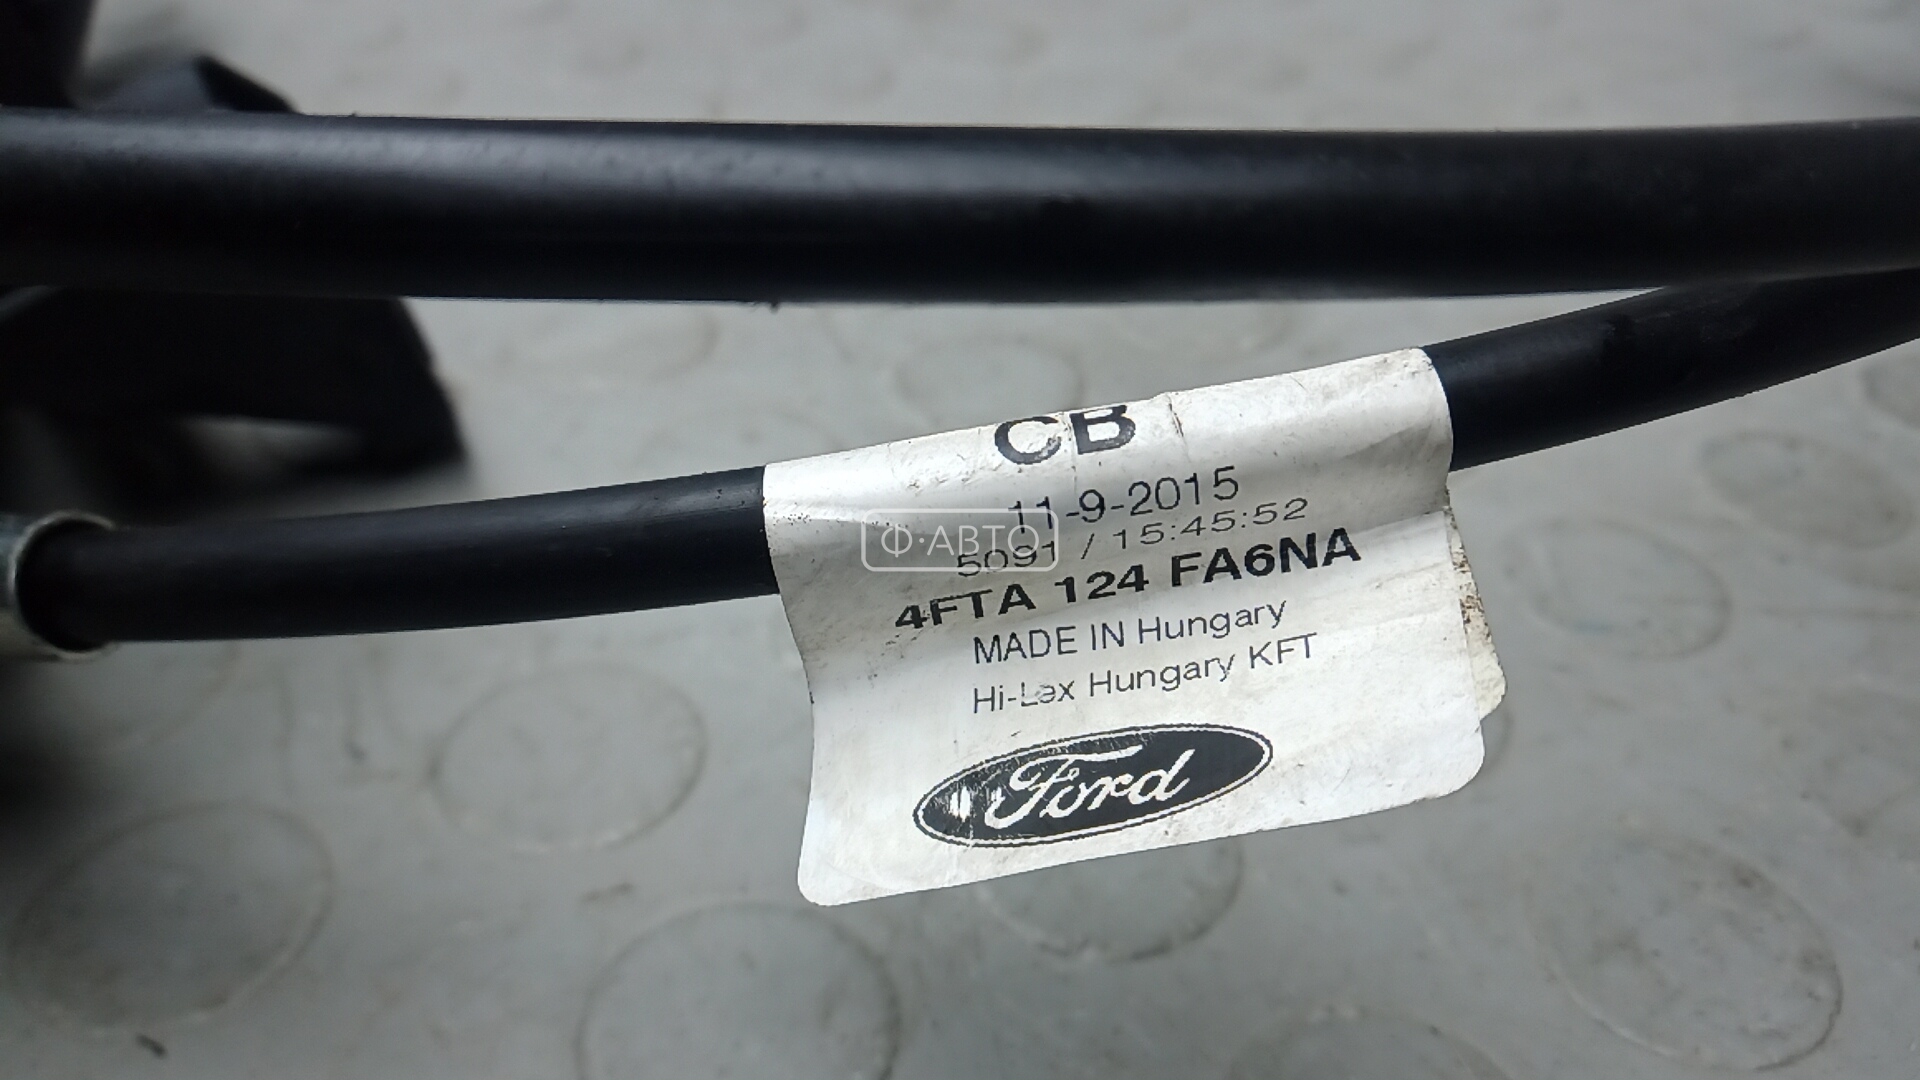 CB
11-9-2015
5091 / 15:45:52
4FTA 124 FA6NA
MADE IN Hungary
Hi-Lex Hungary KFT
Ford
Ф·АВТО